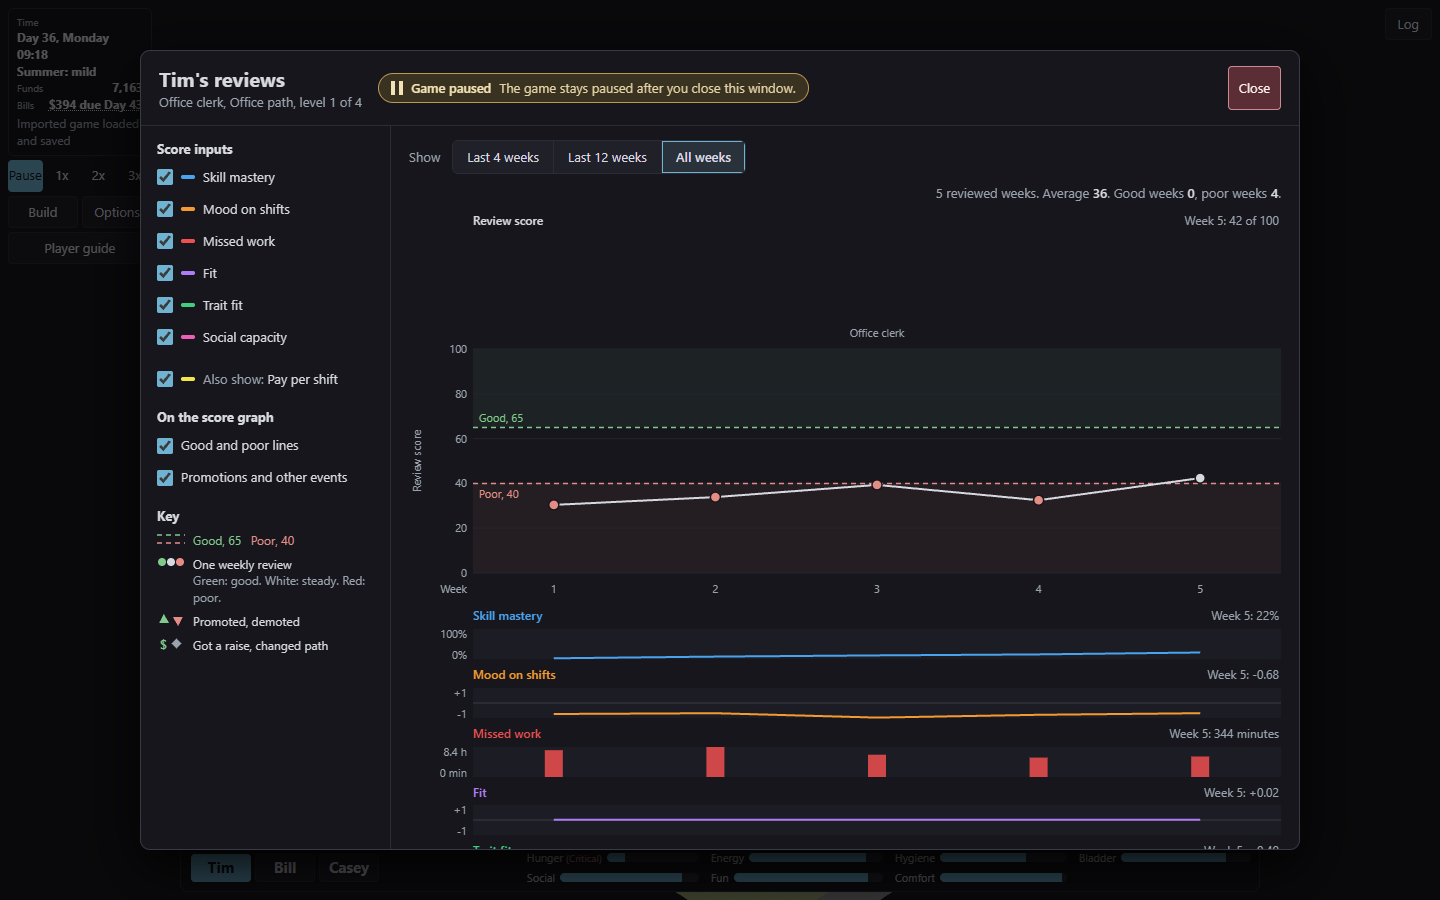 Time
Day 36, Monday
09:18
Summer: mild
Funds 7,163
Bills $394 due Day 43
Imported game loaded
and saved
Pause 1x 2x 3x
Build Options
Player guide
Log
Tim's reviews
Office clerk, Office path, level 1 of 4
Game paused The game stays paused after you close this window.
Close
Score inputs
Skill mastery
Mood on shifts
Missed work
Fit
Trait fit
Social capacity
Also show: Pay per shift
On the score graph
Good and poor lines
Promotions and other events
Key
Good, 65 Poor, 40
One weekly review
Green: good. White: steady. Red:
poor.
Promoted, demoted
$ Got a raise, changed path
Show Last 4 weeks Last 12 weeks All weeks
5 reviewed weeks. Average 36. Good weeks 0, poor weeks 4.
Review score Week 5: 42 of 100
Office clerk
Review score
100
80
Good, 65
60
40
Poor, 40
20
0
Week 1 2 3 4 5
Skill mastery Week 5: 22%
100%
0%
Mood on shifts Week 5: -0.68
+1
-1
Missed work Week 5: 344 minutes
8.4 h
0 min
Fit Week 5: +0.02
+1
-1
Tim Bill Casey
Hunger (Critical) Energy Hygiene Bladder
Social Fun Comfort